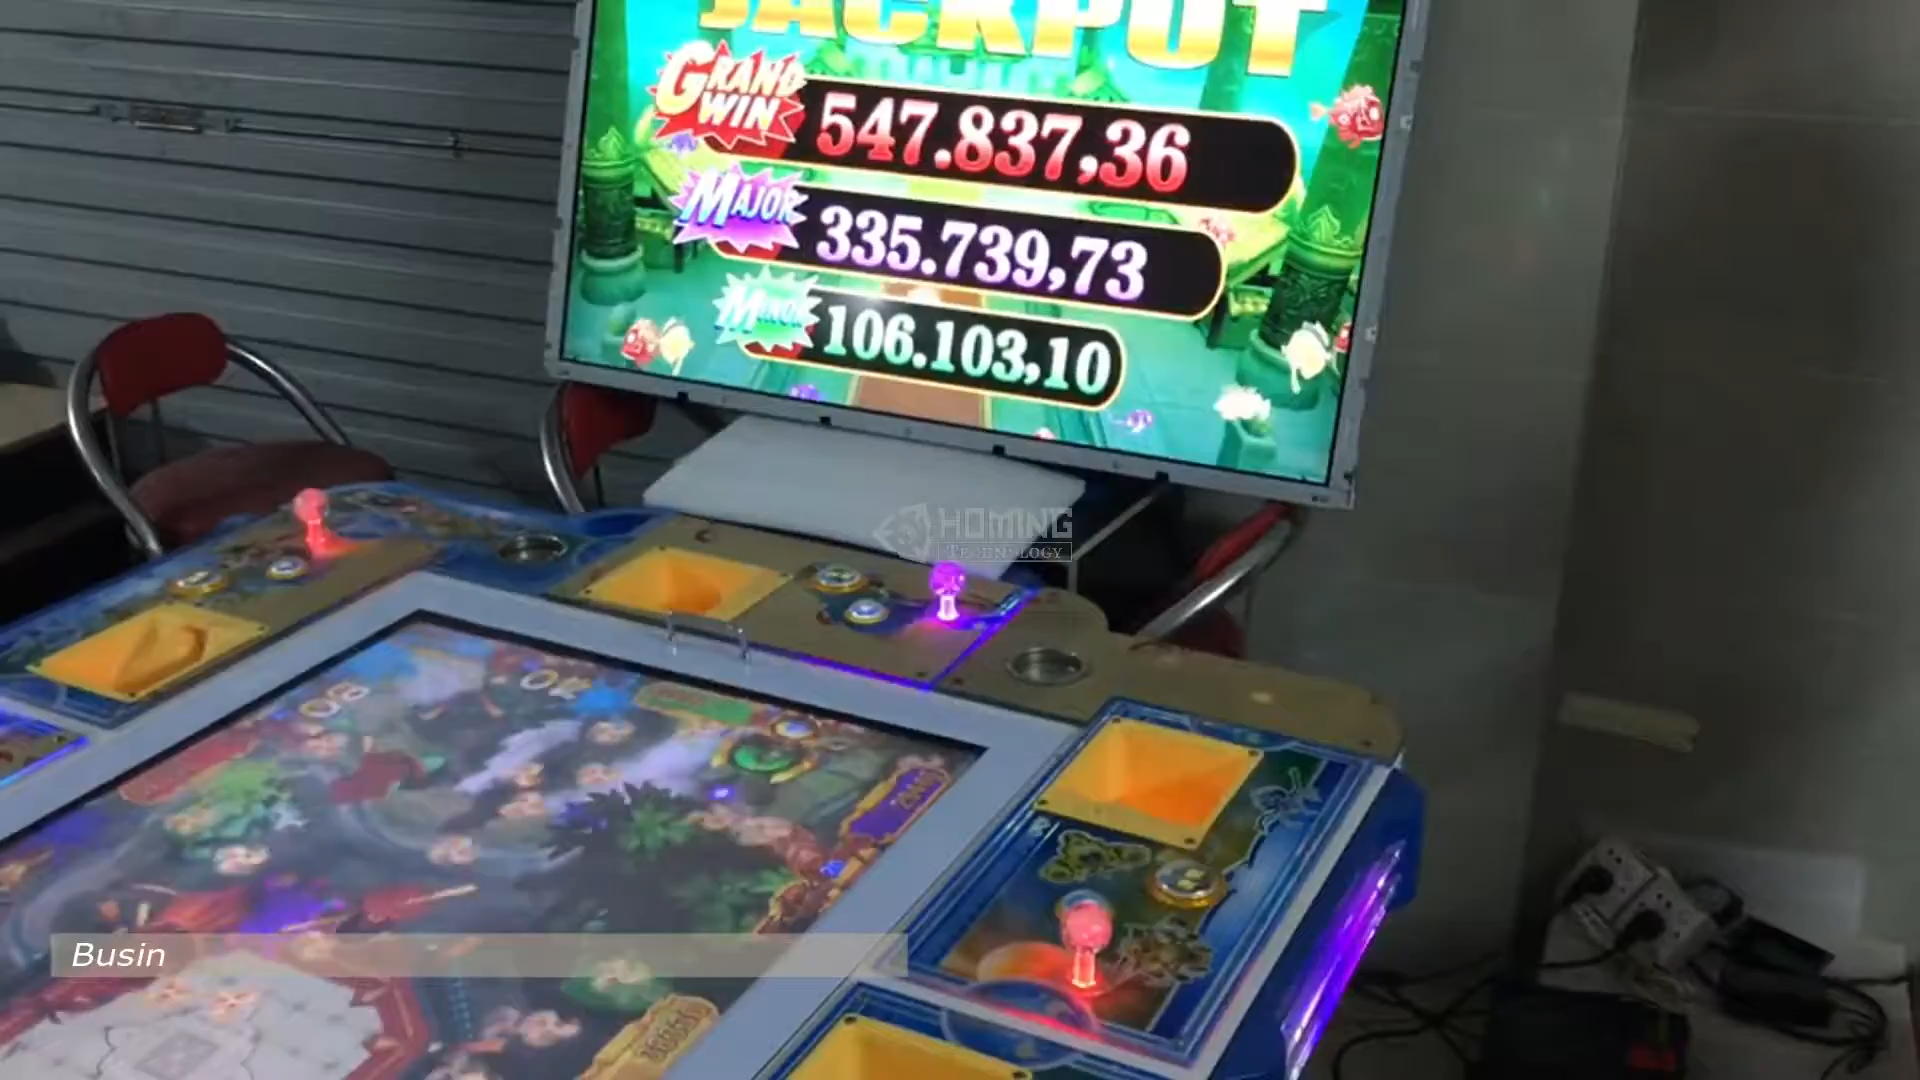 JACKPOT
GRAND
WIN
547.837,36
MAJOR
335.739,73
MINOR
106.103,10
HOMING
TECHNOLOGY
Busin